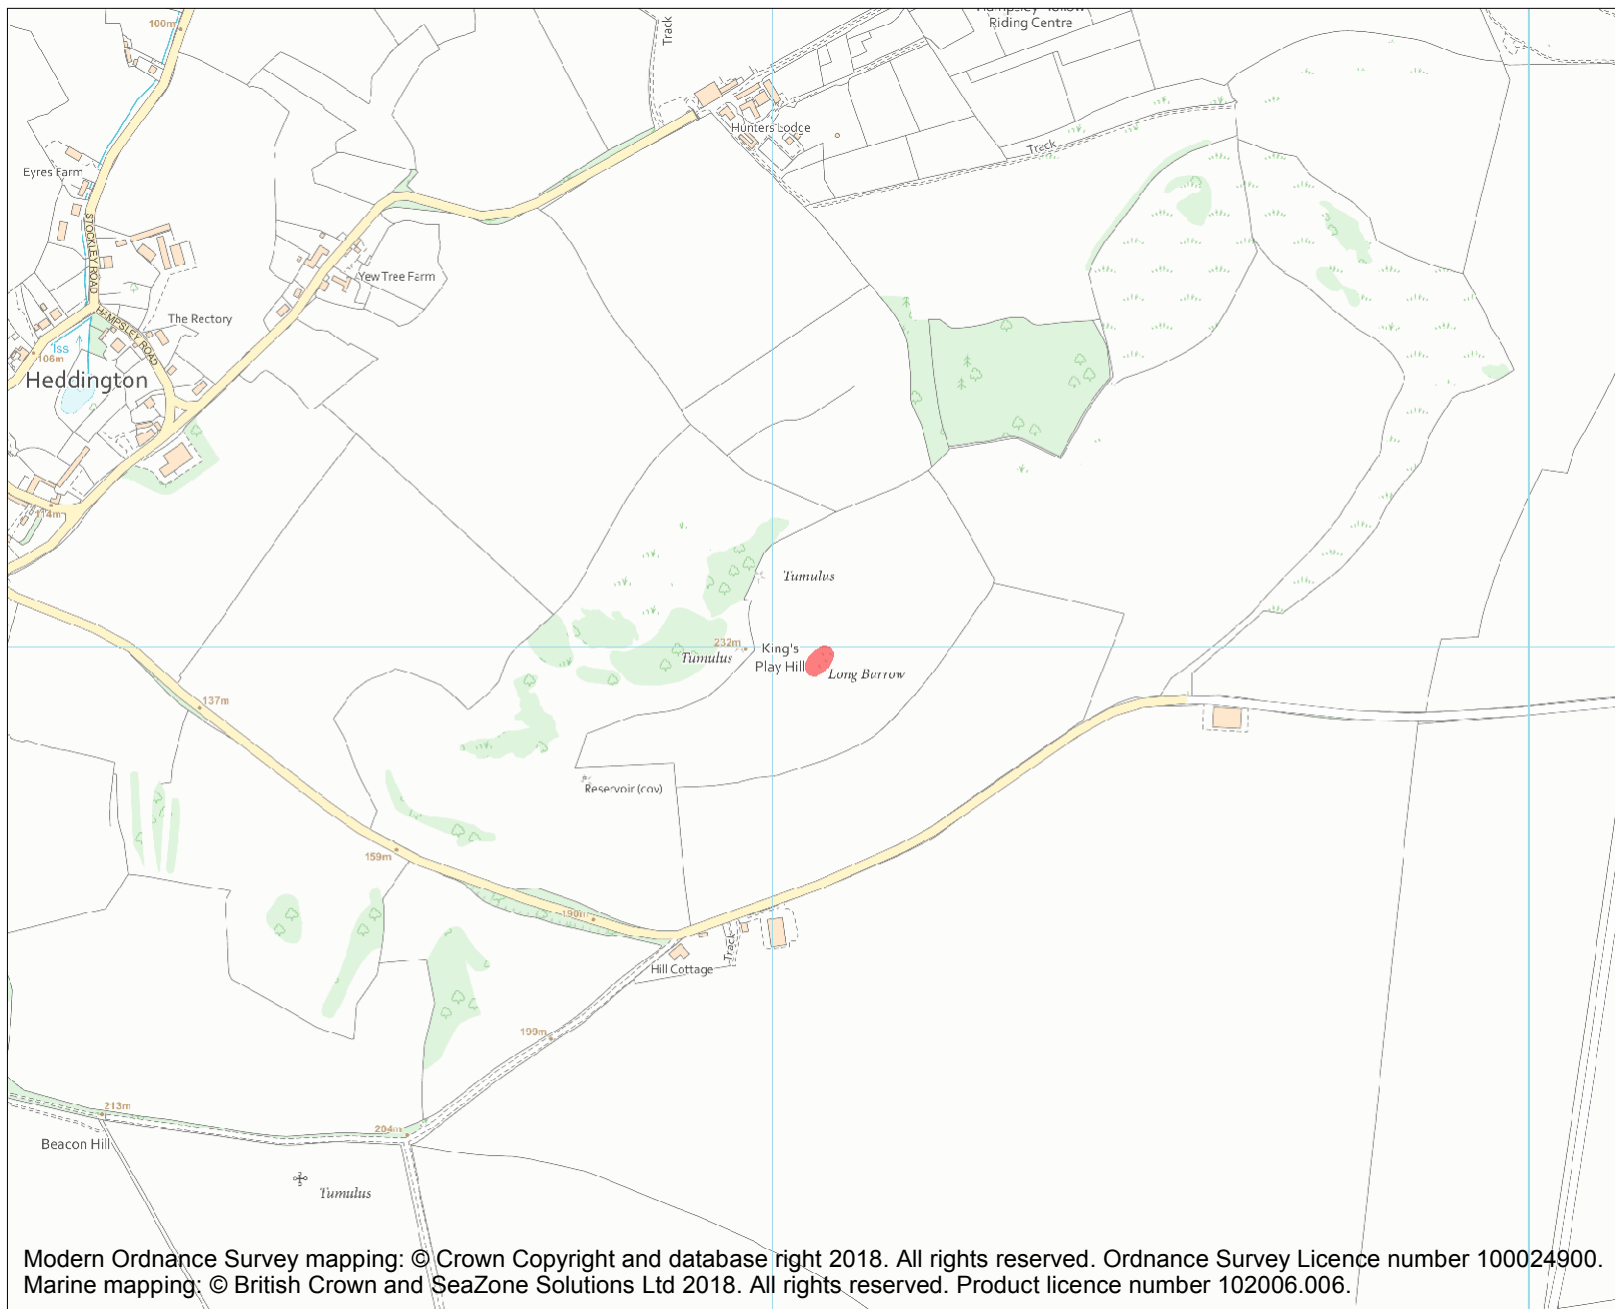 100m
Track
Riding Centre
Hunters Lodge
Track
Eyres Farm
STOCKLEY ROAD
Yew Tree Farm
The Rectory
HAMPSLEY ROAD
Iss
106m
Heddington
114m
Tumulus
232m
King's
Tumulus
Play Hill
Long Barrow
137m
Reservoir (cov)
159m
190m
Track
Hill Cottage
199m
213m
204m
Beacon Hill
Tumulus
Modern Ordnance Survey mapping: © Crown Copyright and database right 2018. All rights reserved. Ordnance Survey Licence number 100024900.
Marine mapping: © British Crown and SeaZone Solutions Ltd 2018. All rights reserved. Product licence number 102006.006.